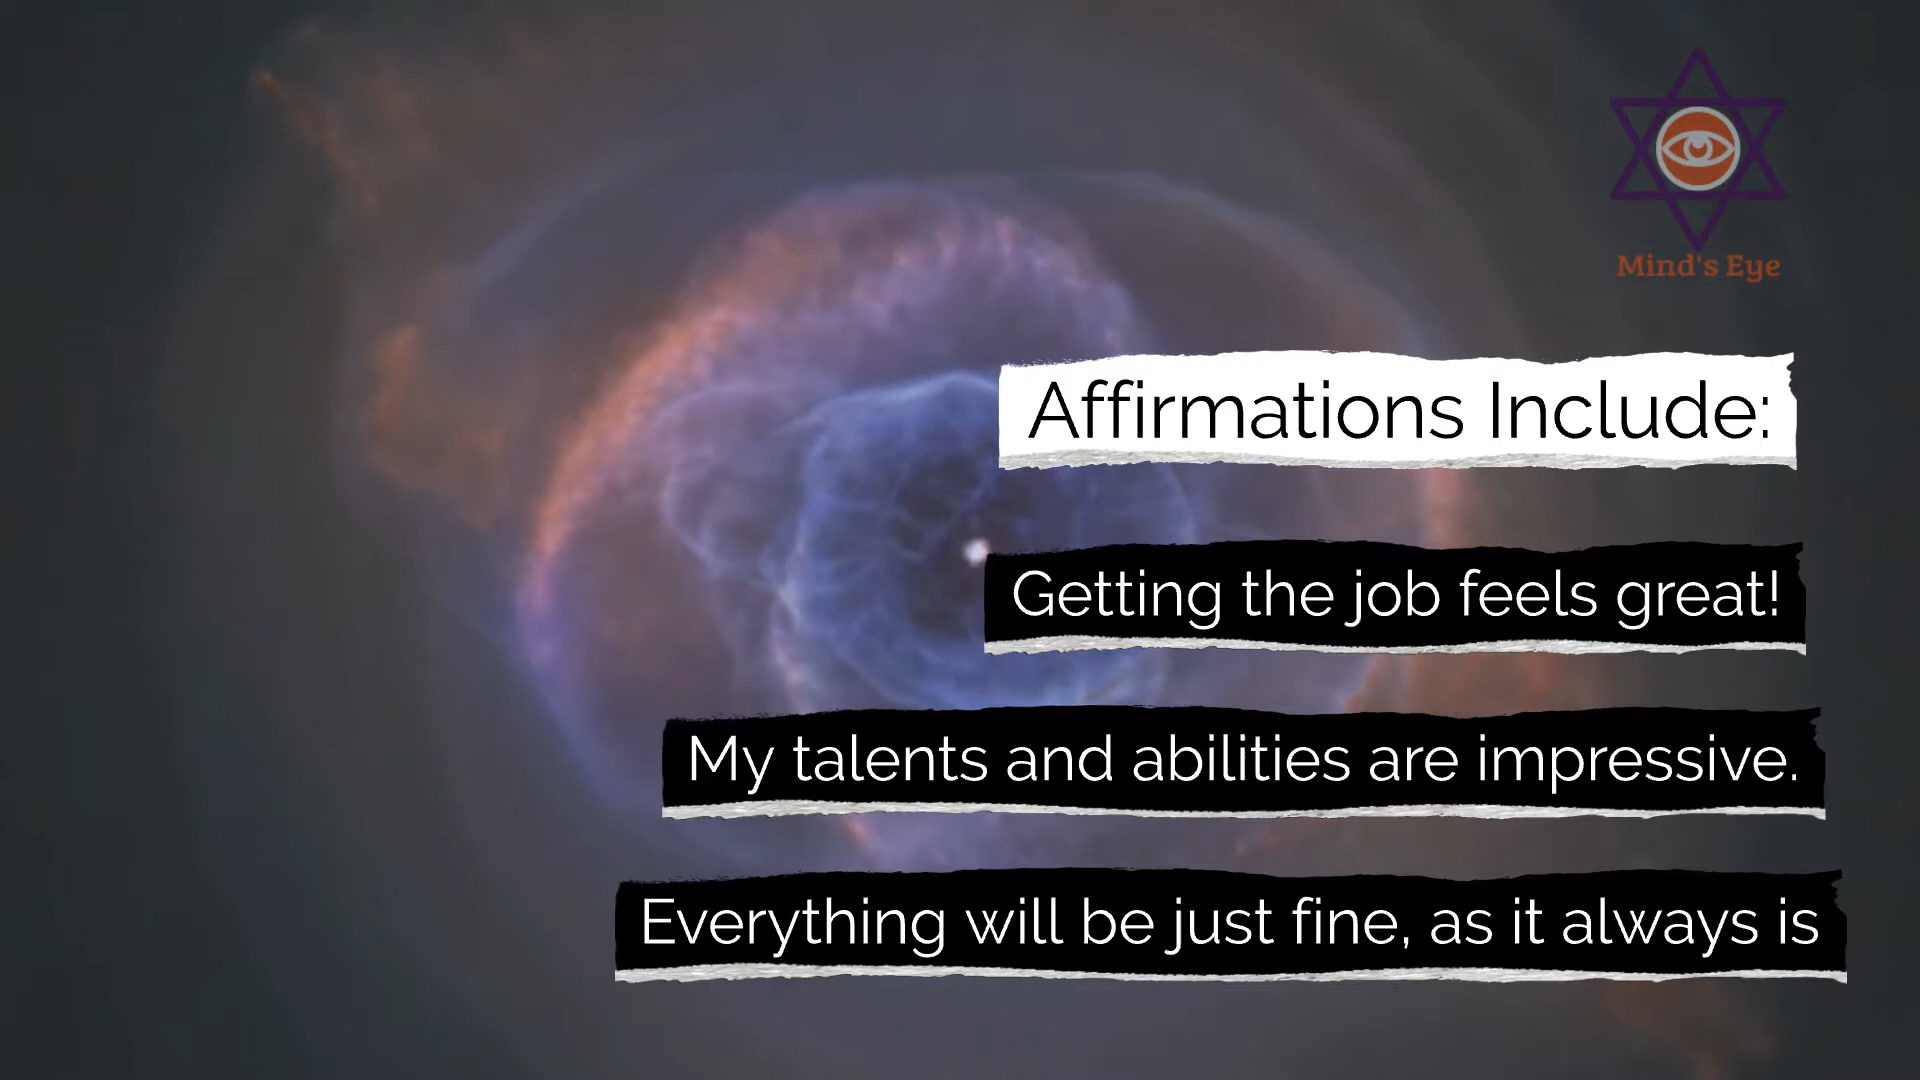 Mind's Eye
Affirmations Include:
Getting the job feels great!
My talents and abilities are impressive.
Everything will be just fine, as it always is